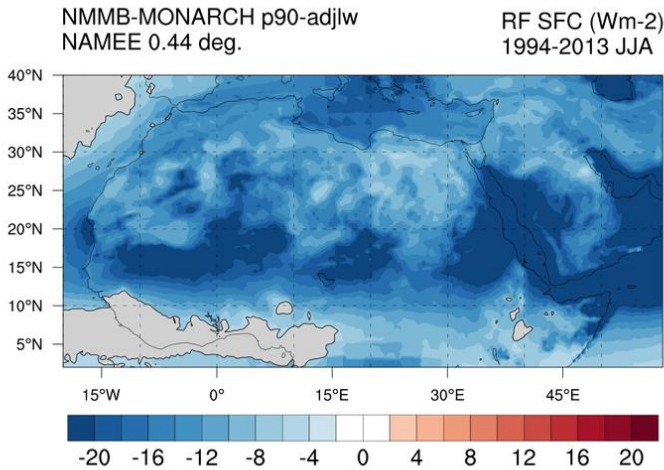 NMMB-MONARCH p90-adjlw
NAMEE 0.44 deg.
RF SFC (Wm-2)
1994-2013 JJA
40°N
35°N
30°N
25°N
20°N
15°N
10°N
5°N
15°W 0° 15°E 30°E 45°E
-20 -16 -12 -8 -4 0 4 8 12 16 20